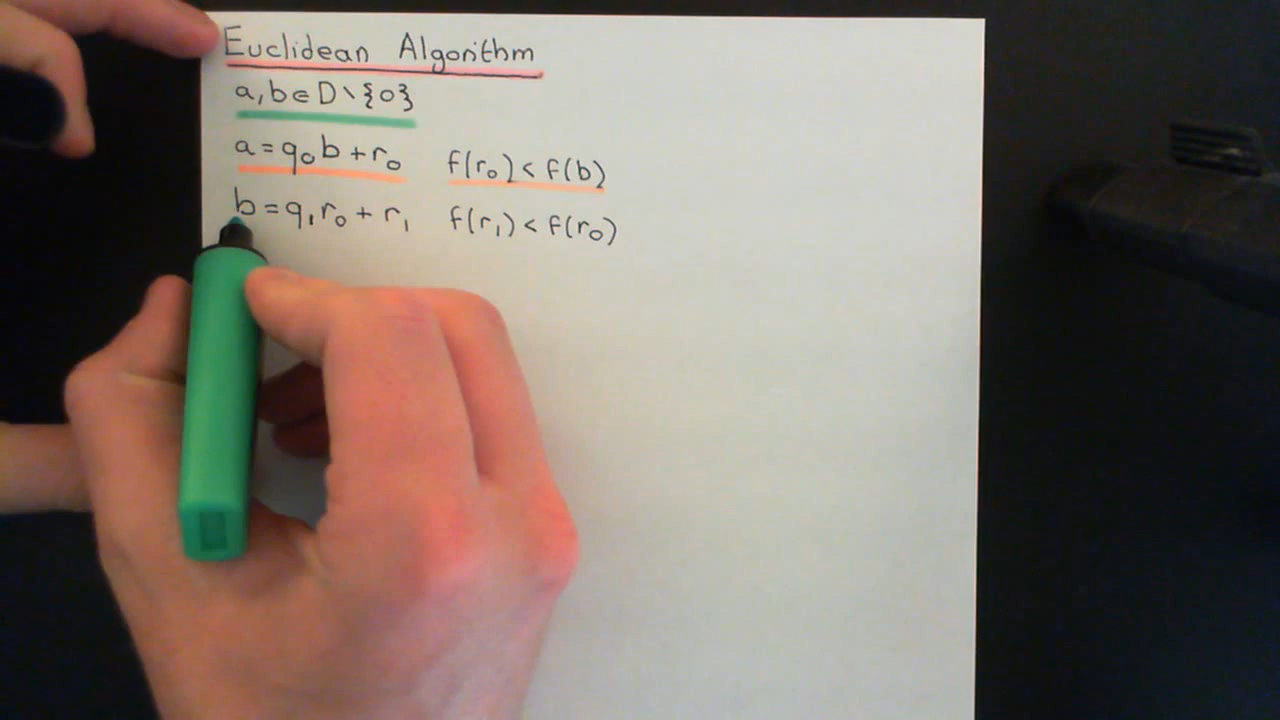 Euclidean Algorithm
a, b ∈ D \ {0}
a = q₀b + r₀ f(r₀) < f(b)
b = q₁r₀ + r₁ f(r₁) < f(r₀)